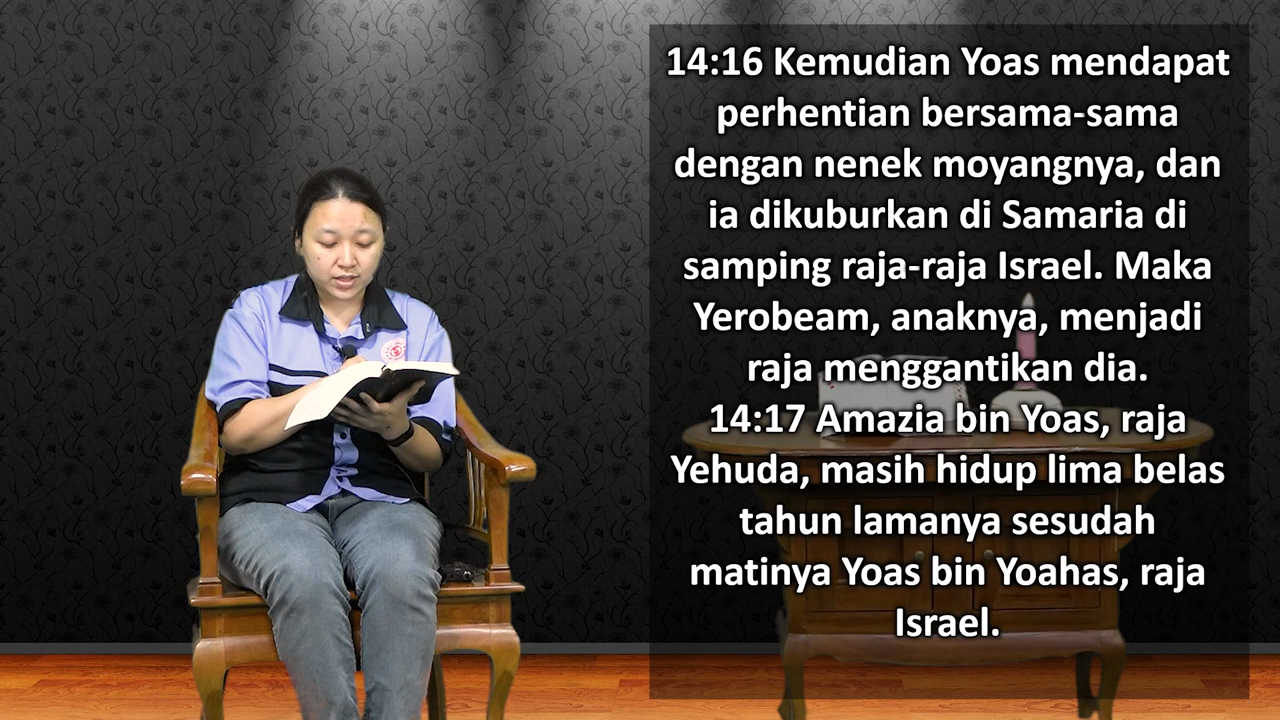 14:16 Kemudian Yoas mendapat
perhentian bersama-sama
dengan nenek moyangnya, dan
ia dikuburkan di Samaria di
samping raja-raja Israel. Maka
Yerobeam, anaknya, menjadi
raja menggantikan dia.
14:17 Amazia bin Yoas, raja
Yehuda, masih hidup lima belas
tahun lamanya sesudah
matinya Yoas bin Yoahas, raja
Israel.